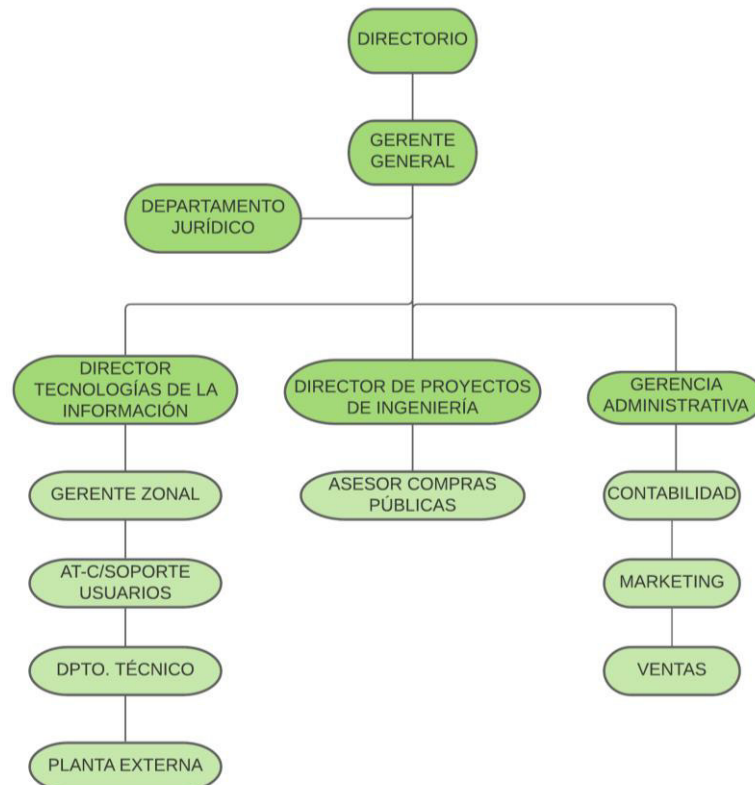 DIRECTORIO
GERENTE
GENERAL
DEPARTAMENTO
JURÍDICO
DIRECTOR
TECNOLOGÍAS DE LA
INFORMACIÓN
DIRECTOR DE PROYECTOS
DE INGENIERÍA
GERENCIA
ADMINISTRATIVA
GERENTE ZONAL
ASESOR COMPRAS
PÚBLICAS
CONTABILIDAD
AT-C/SOPORTE
USUARIOS
MARKETING
DPTO. TÉCNICO
VENTAS
PLANTA EXTERNA